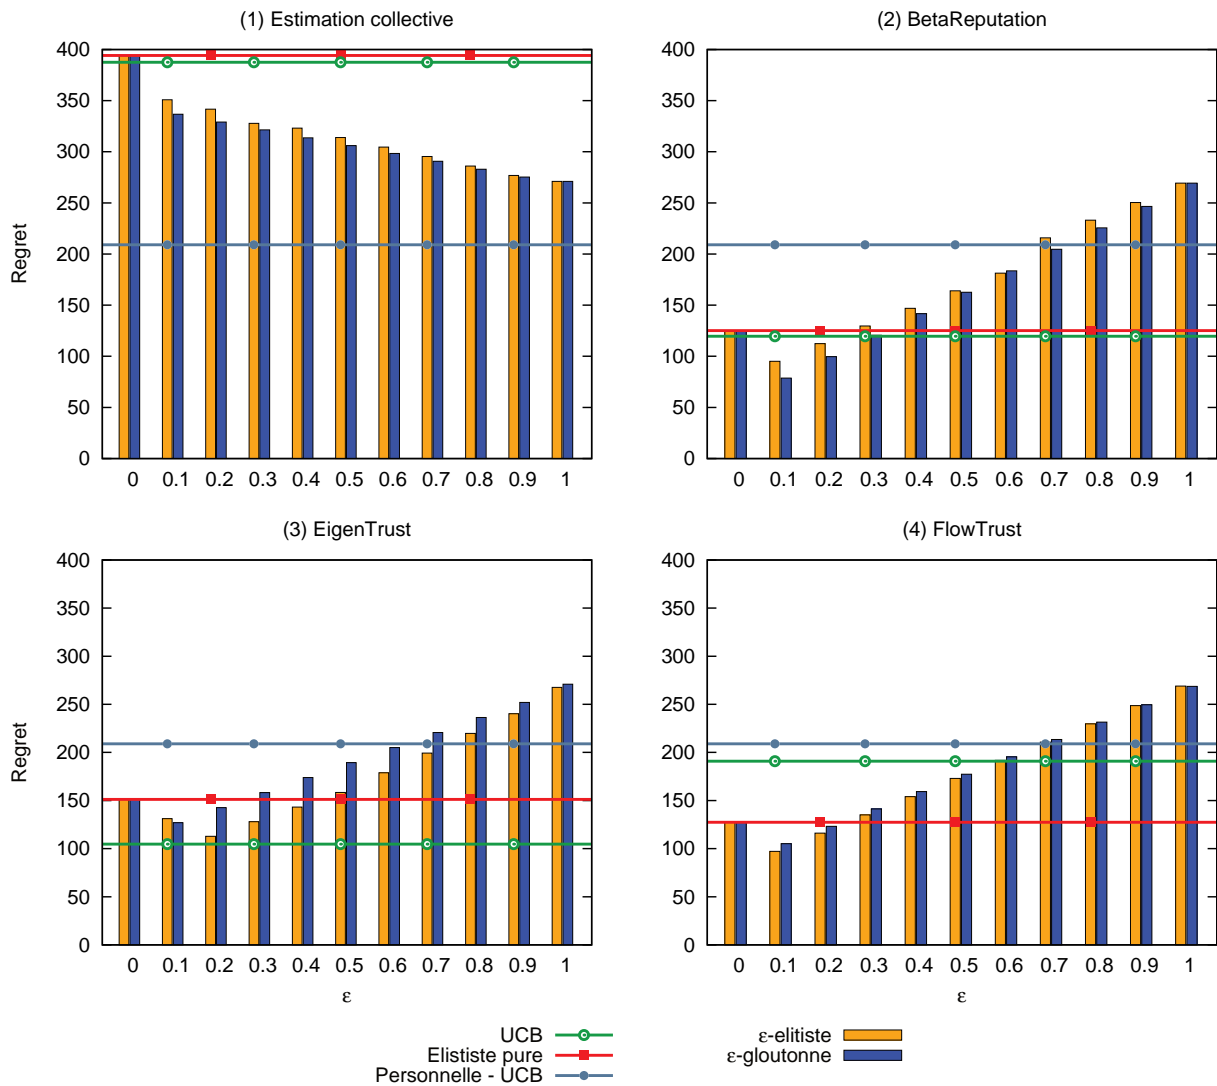 (1) Estimation collective
400
350
300
250
200
150
100
50
0
Regret
0 0.1 0.2 0.3 0.4 0.5 0.6 0.7 0.8 0.9 1
(2) BetaReputation
400
350
300
250
200
150
100
50
0
0 0.1 0.2 0.3 0.4 0.5 0.6 0.7 0.8 0.9 1
(3) EigenTrust
400
350
300
250
200
150
100
50
0
Regret
0 0.1 0.2 0.3 0.4 0.5 0.6 0.7 0.8 0.9 1
ε
(4) FlowTrust
400
350
300
250
200
150
100
50
0
0 0.1 0.2 0.3 0.4 0.5 0.6 0.7 0.8 0.9 1
ε
UCB
Elististe pure
Personnelle - UCB
ε-elitiste
ε-gloutonne